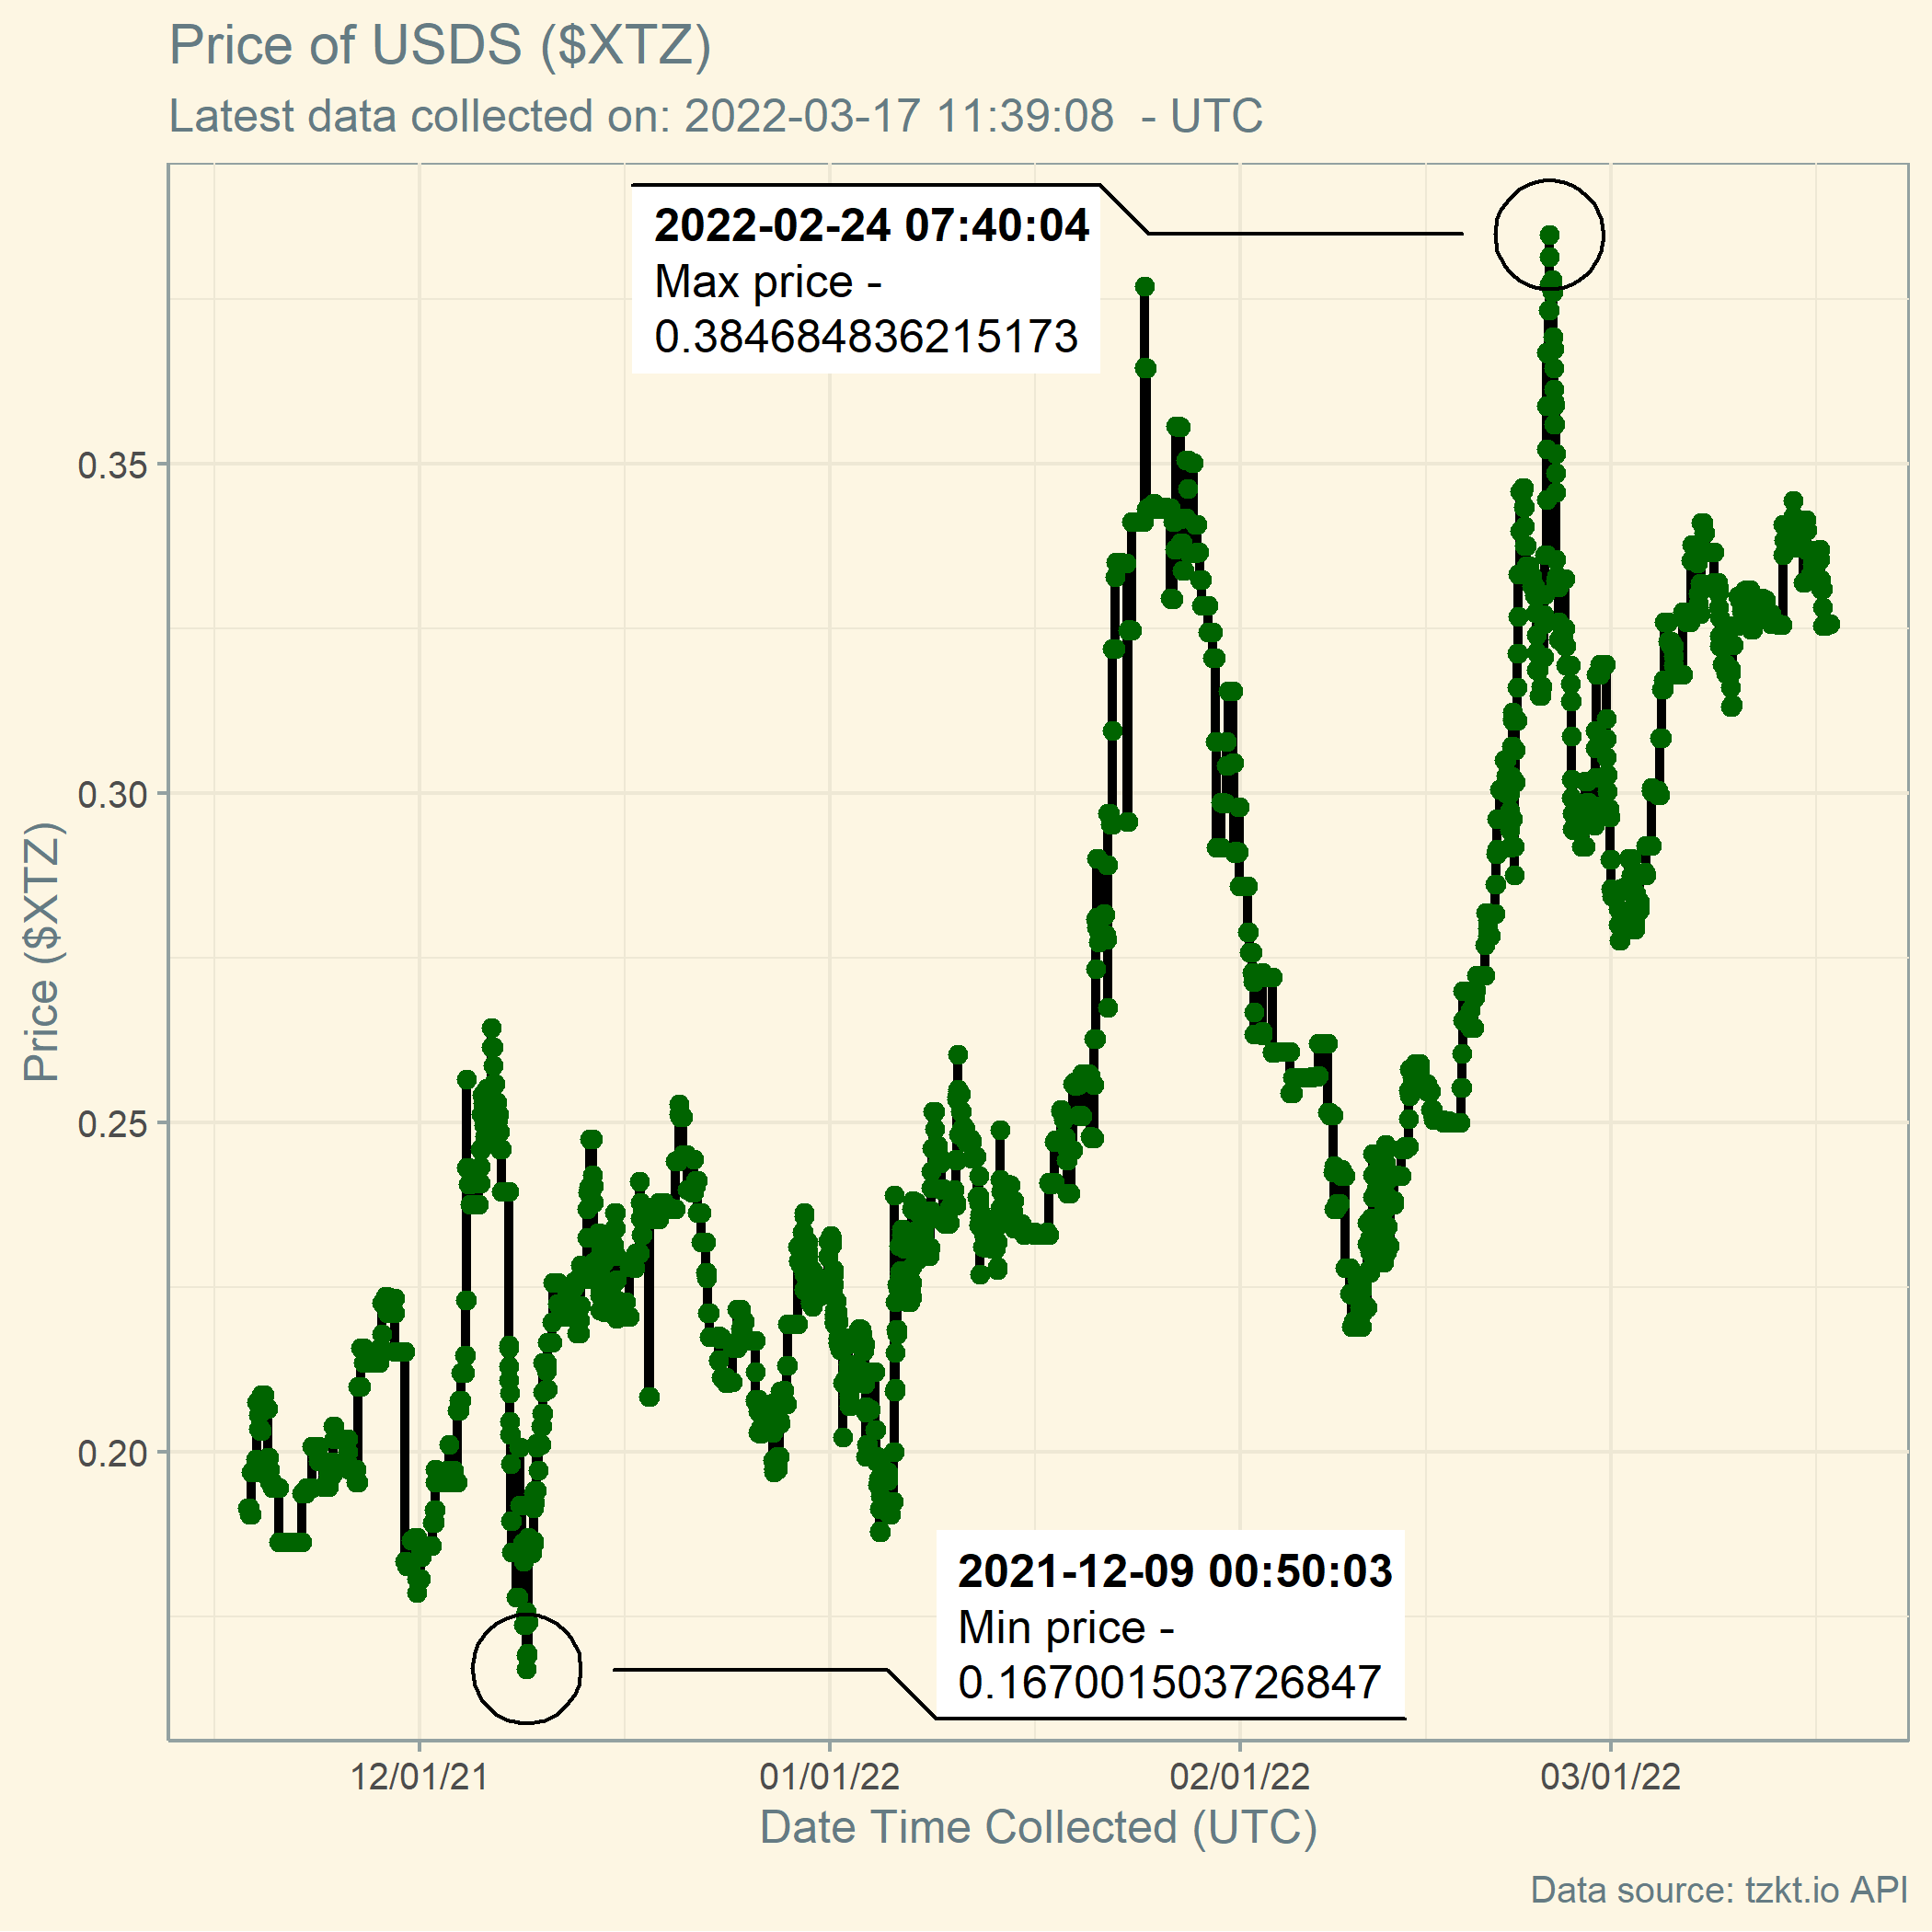 Price of USDS ($XTZ)
Latest data collected on: 2022-03-17 11:39:08  - UTC
2022-02-24 07:40:04
Max price -
0.384684836215173
0.35
0.30
0.25
0.20
Price ($XTZ)
2021-12-09 00:50:03
Min price -
0.167001503726847
12/01/21
01/01/22
02/01/22
03/01/22
Date Time Collected (UTC)
Data source: tzkt.io API